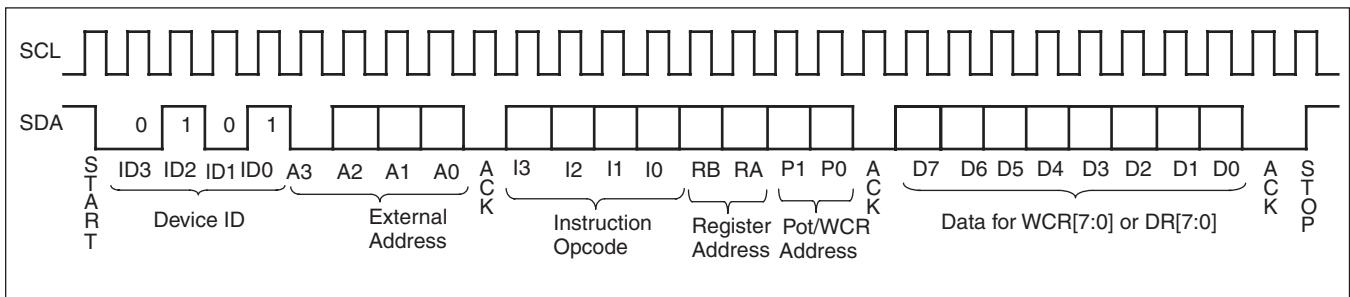 SCL
SDA
0 1 0 1
START ID3 ID2 ID1 ID0 A3 A2 A1 A0 ACK I3 I2 I1 I0 RB RA P1 P0 ACK D7 D6 D5 D4 D3 D2 D1 D0 ACK STOP
Device ID
External
Address
Instruction
Opcode
Register
Address
Pot/WCR
Address
Data for WCR[7:0] or DR[7:0]